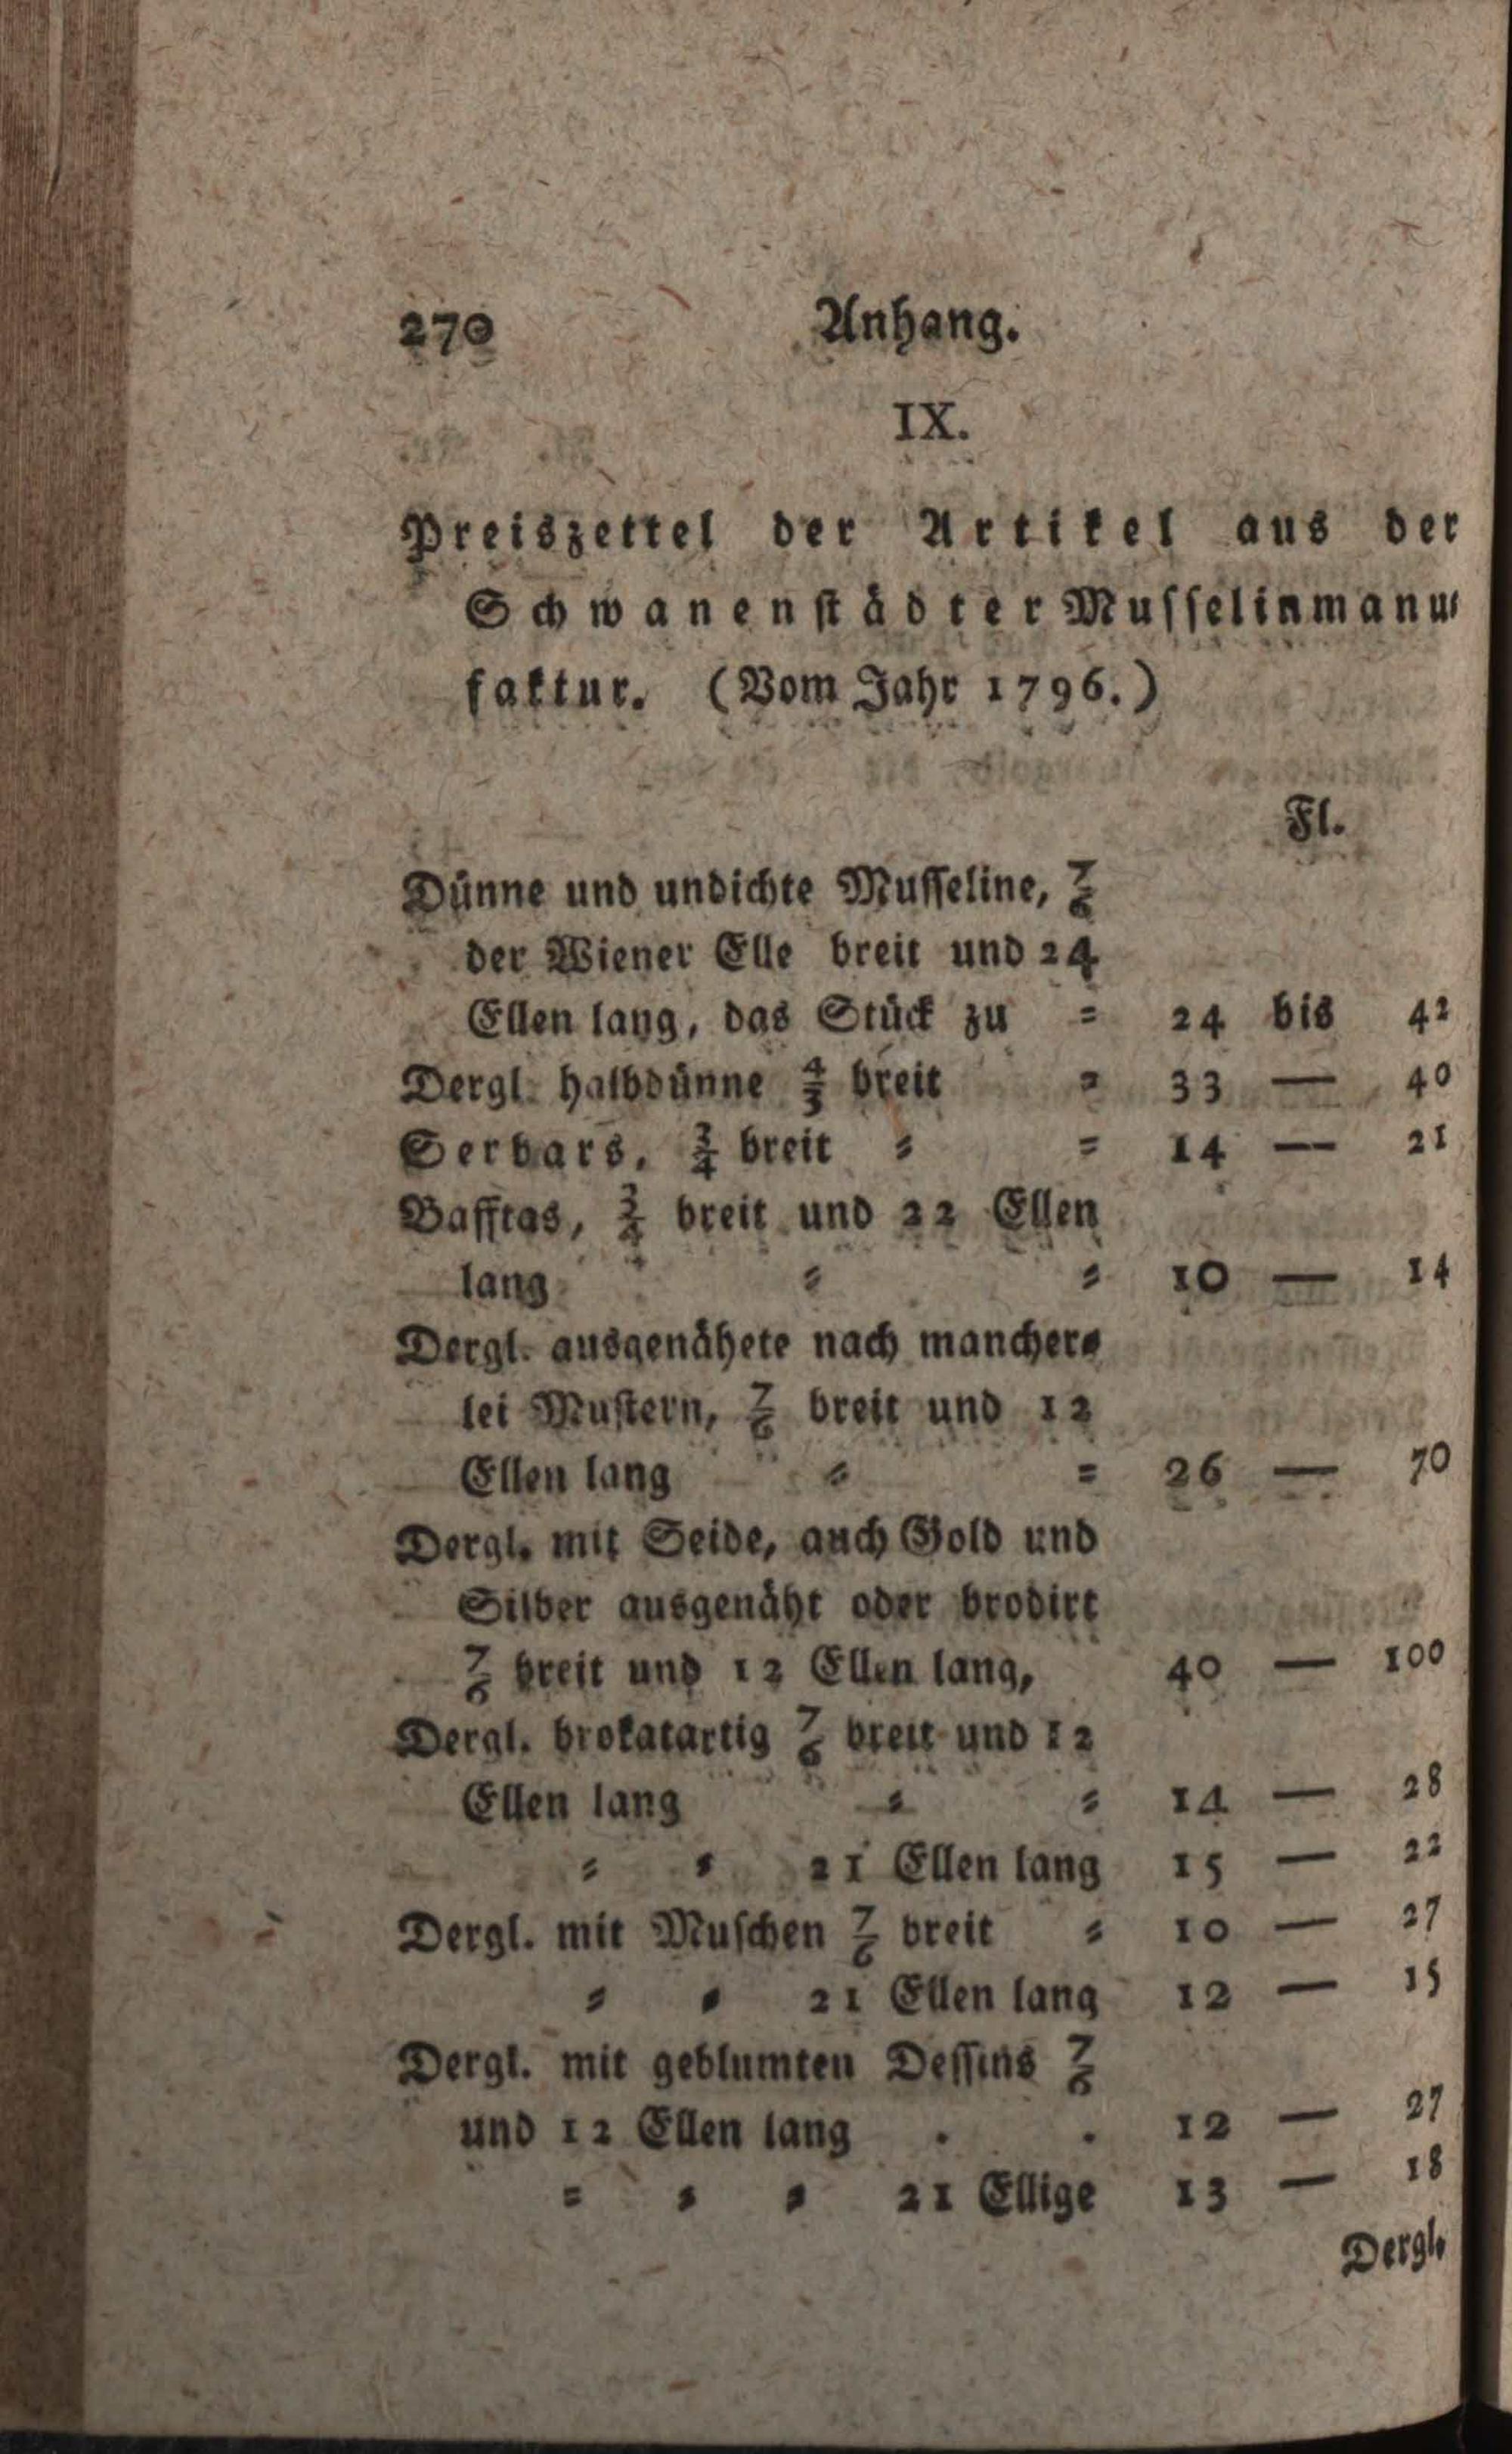 270 Anhang.
IX.
Preiszettel der Artikel aus der
Schwanenstädter Musselinmanu⸗
faktur. (Vom Jahr 1796.)
Fl.
Dünne und undichte Musseline, 7/6
der Wiener Elle breit und 24
Ellen lang, das Stück zu = 24 bis 42
Dergl. halbdünne 4/3 breit = 33 — 40
Serbars, 3/4 breit = = 14 — 21
Bafftas, 3/4 breit und 22 Ellen
lang = = 10 — 14
Dergl. ausgenähete nach mancher⸗
lei Mustern, 7/6 breit und 12
Ellen lang = = 26 — 70
Dergl. mit Seide, auch Gold und
Silber ausgenäht oder brodirt
7/6 breit und 12 Ellen lang, 40 — 100
Dergl. brokatartig 7/6 breit und 12
Ellen lang = = 14 — 28
= = 21 Ellen lang 15 — 22
Dergl. mit Muschen 7/6 breit = 10 — 27
= = 21 Ellen lang 12 — 15
Dergl. mit geblumten Dessins 7/6
und 12 Ellen lang . . 12 — 27
= = = 21 Ellige 13 — 18
Dergl.